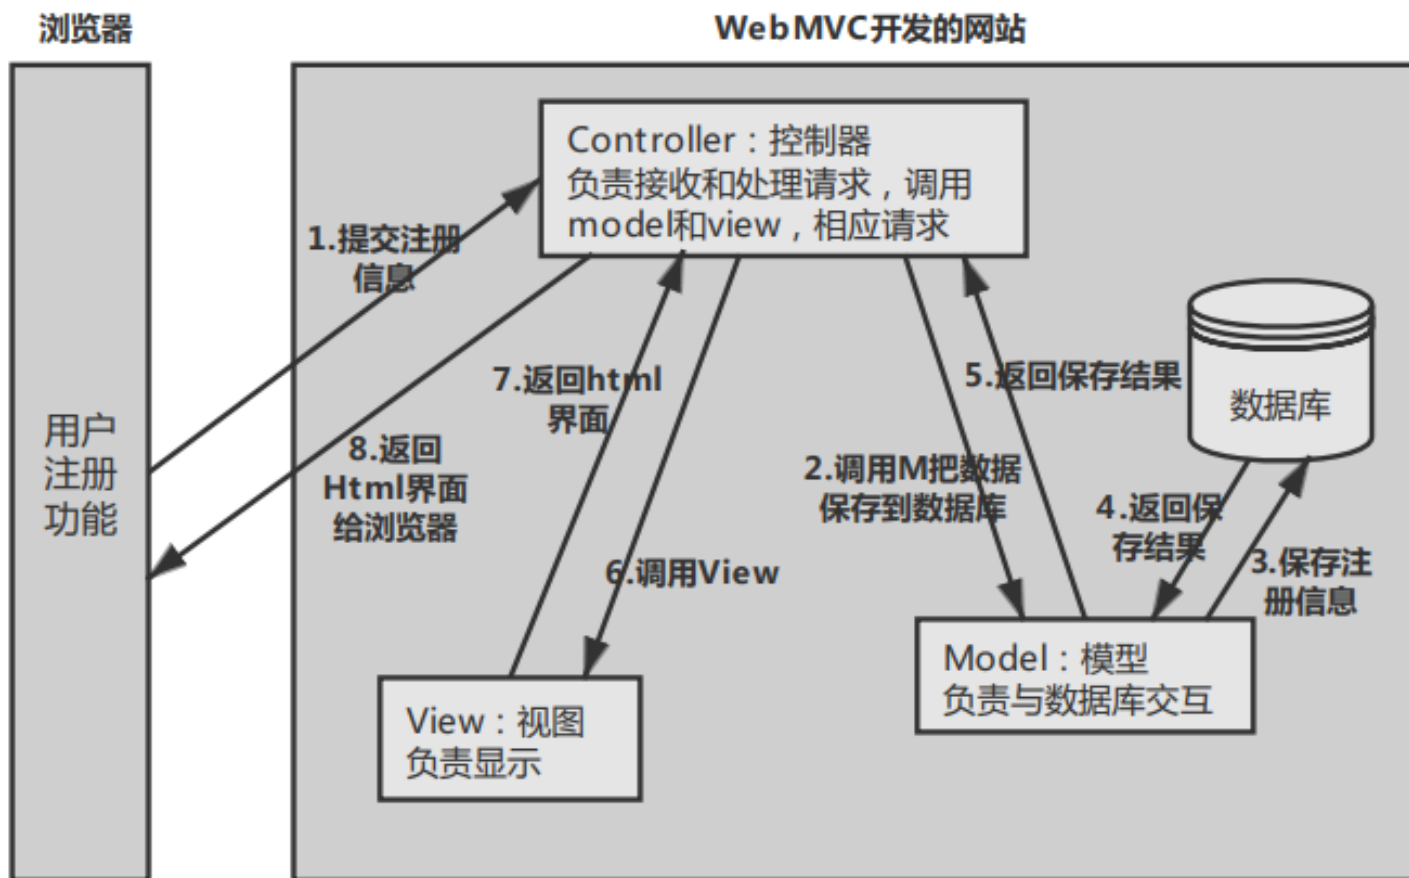 浏览器
WebMVC开发的网站
Controller：控制器
负责接收和处理请求，调用
model和view，相应请求
1.提交注册
信息
7.返回html
界面
5.返回保存结果
数据库
用户
注册
功能
8.返回
Html界面
给浏览器
2.调用M把数据
保存到数据库
4.返回保
存结果
3.保存注
册信息
6.调用View
Model：模型
负责与数据库交互
View：视图
负责显示